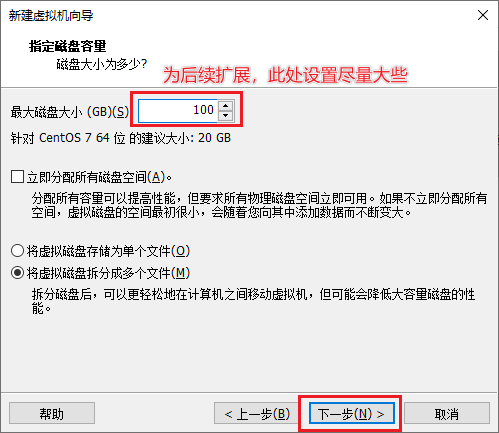 新建虚拟机向导
指定磁盘容量
磁盘大小为多少?
为后续扩展，此处设置尽量大些
最大磁盘大小 (GB)(S) 100
针对 CentOS 7 64 位 的建议大小: 20 GB
立即分配所有磁盘空间(A)。
分配所有容量可以提高性能，但要求所有物理磁盘空间立即可用。如果不立即分配所有
空间，虚拟磁盘的空间最初很小，会随着您向其中添加数据而不断变大。
将虚拟磁盘存储为单个文件(O)
将虚拟磁盘拆分成多个文件(M)
拆分磁盘后，可以更轻松地在计算机之间移动虚拟机，但可能会降低大容量磁盘的性
能。
帮助 < 上一步(B) 下一步(N) > 取消